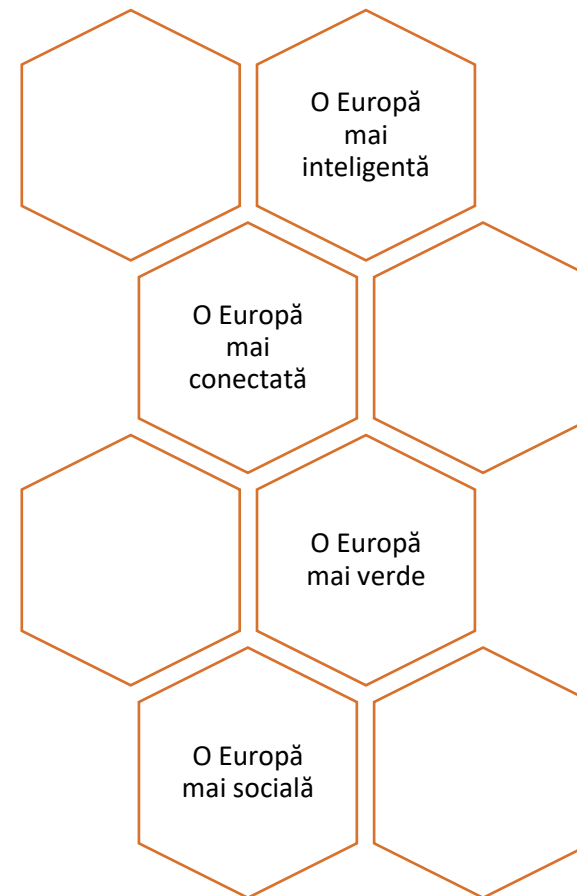 O Europă
mai
inteligentă
O Europă
mai
conectată
O Europă
mai verde
O Europă
mai socială